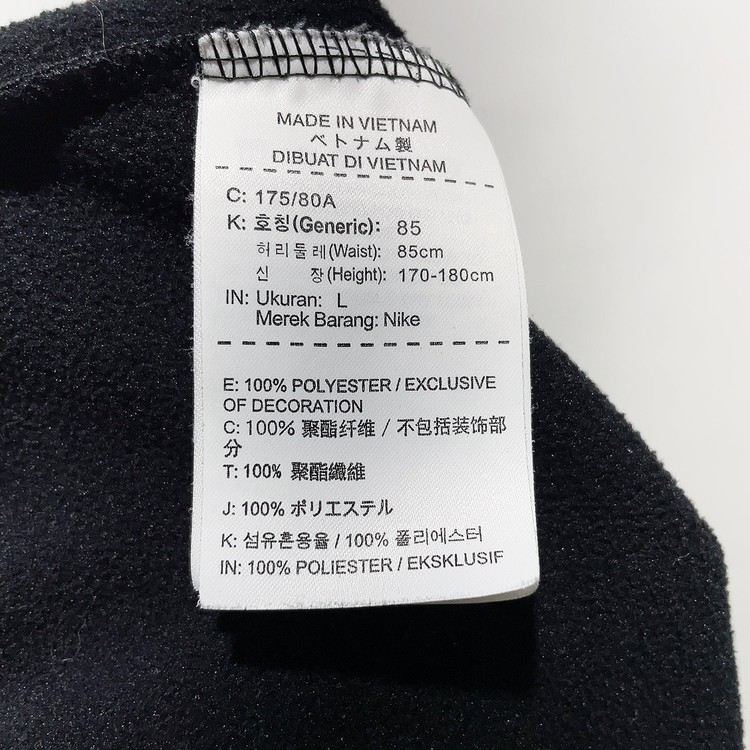 MADE IN VIETNAM
ベトナム製
DIBUAT DI VIETNAM
C: 175/80A
K: 호칭(Generic): 85
허리둘레(Waist): 85cm
신 장(Height): 170-180cm
IN: Ukuran: L
Merek Barang: Nike
E: 100% POLYESTER / EXCLUSIVE
OF DECORATION
C: 100% 聚酯纤维 / 不包括装饰部
分
T: 100% 聚酯纖維
J: 100% ポリエステル
K: 섬유혼용율 / 100% 폴리에스터
IN: 100% POLIESTER / EKSKLUSIF